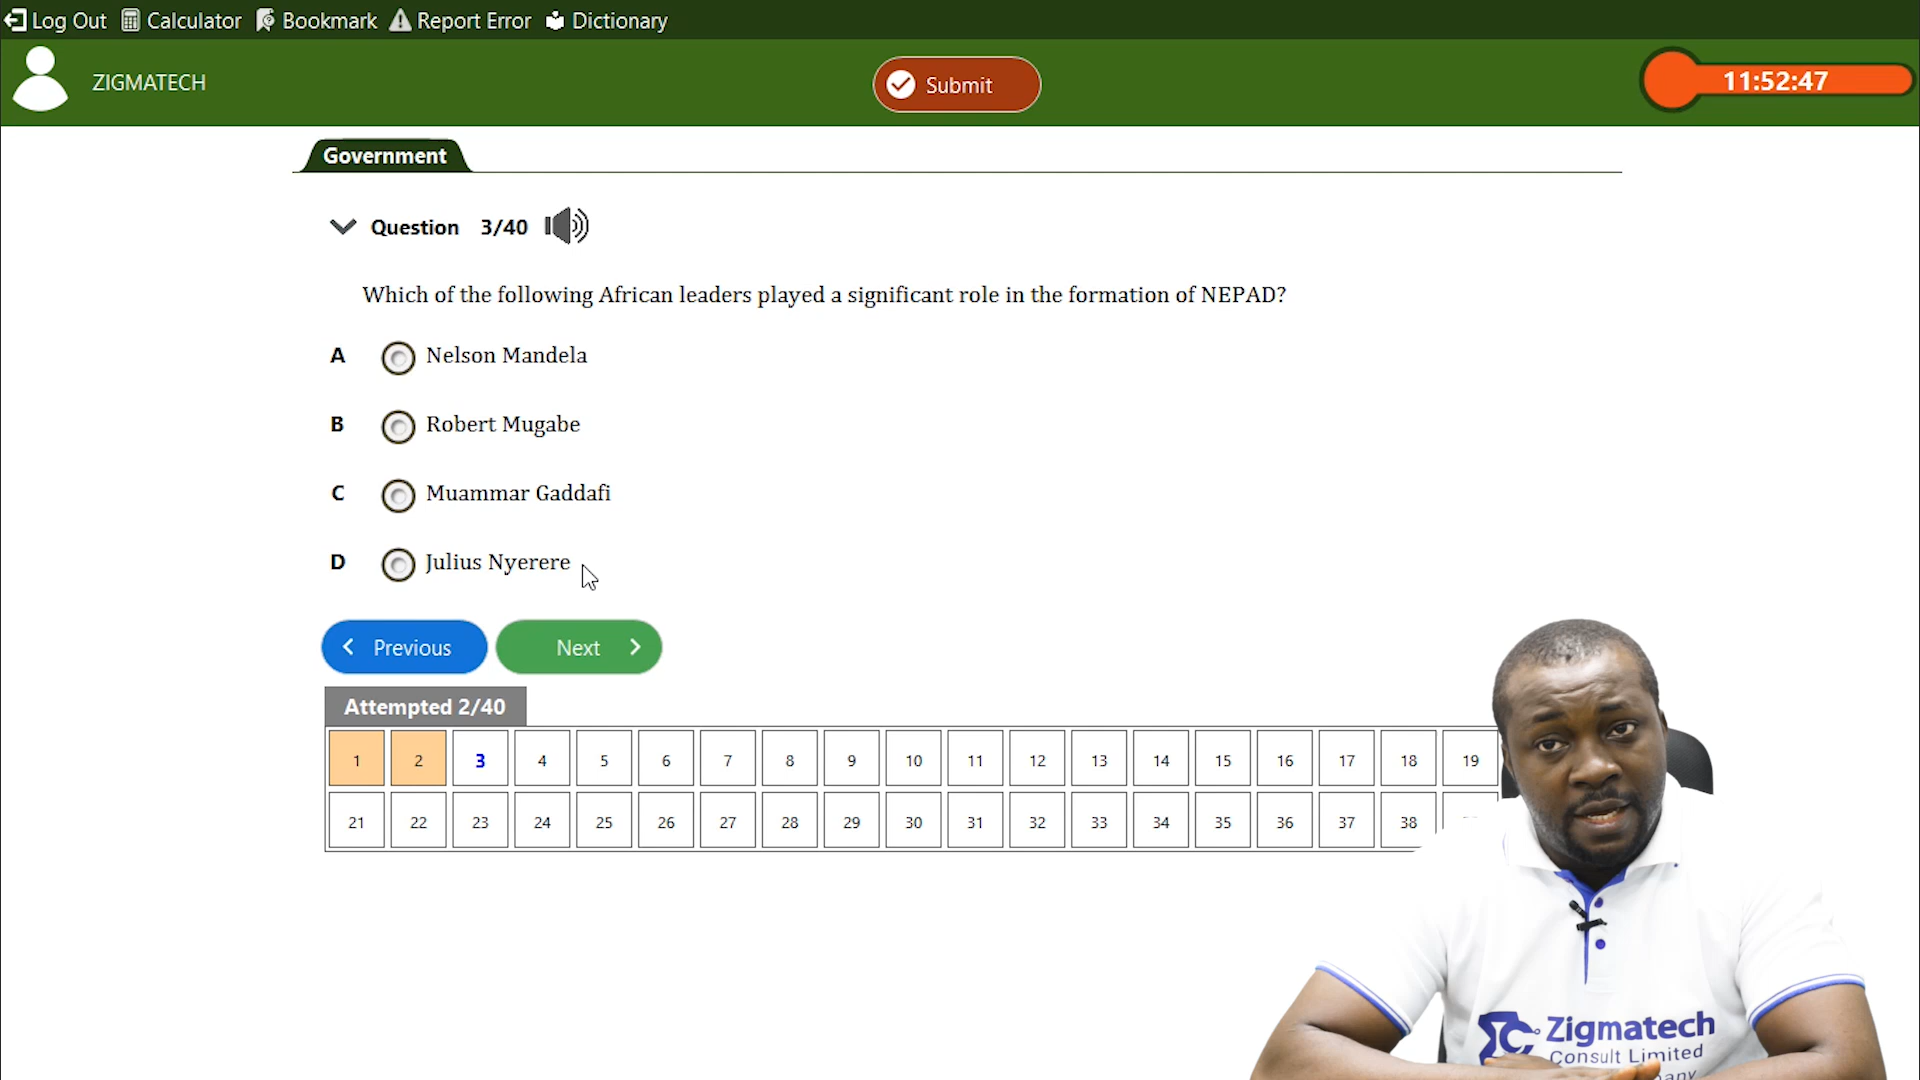 Log Out Calculator Bookmark Report Error Dictionary
ZIGMATECH
Submit
11:52:47
Government
Question 3/40
Which of the following African leaders played a significant role in the formation of NEPAD?
A Nelson Mandela
B Robert Mugabe
C Muammar Gaddafi
D Julius Nyerere
Previous Next
Attempted 2/40
1 2 3 4 5 6 7 8 9 10 11 12 13 14 15 16 17 18 19
21 22 23 24 25 26 27 28 29 30 31 32 33 34 35 36 37 38
Zigmatech
Consult Limited